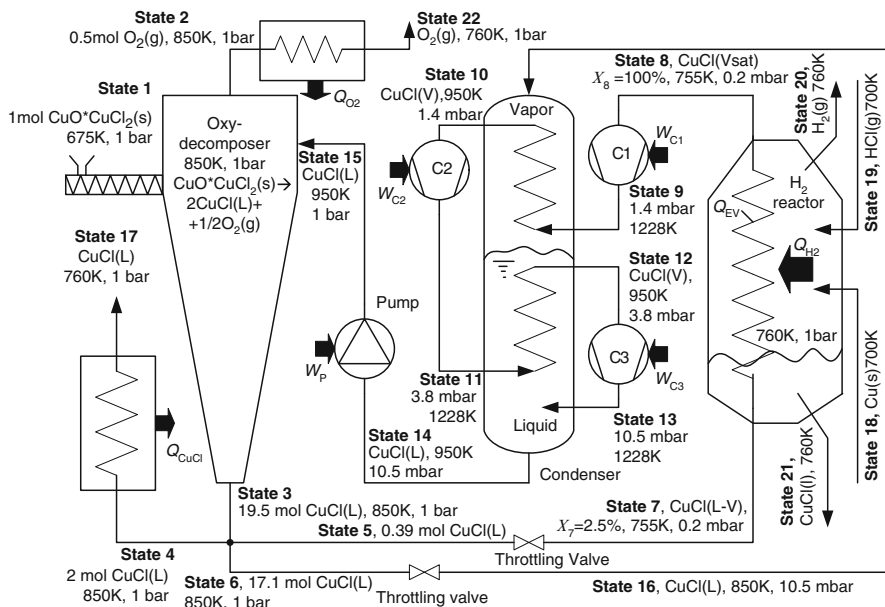 State 2
0.5mol O2(g), 850K, 1bar
State 22
O2(g), 760K, 1bar
QO2
State 1
1mol CuO*CuCl2(s)
675K, 1 bar
Oxy-
decomposer
850K, 1bar
CuO*CuCl2(s)→
2CuCl(L)+
+1/2O2(g)
State 10
CuCl(V),950K
1.4 mbar
C2
WC2
State 15
CuCl(L)
950K
1 bar
Vapor
State 8, CuCl(Vsat)
X8 =100%, 755K, 0.2 mbar
C1
WC1
State 9
1.4 mbar
1228K
State 20,
H2(g) 760K
State 19, HCl(g)700K
H2
reactor
QEV
QH2
760K, 1bar
State 12
CuCl(V),
950K
3.8 mbar
C3
WC3
State 17
CuCl(L)
760K, 1 bar
Pump
WP
State 11
3.8 mbar
1228K
Liquid
State 13
10.5 mbar
1228K
State 14
CuCl(L), 950K
10.5 mbar
Condenser
QCuCl
State 18, Cu(s)700K
State 21,
CuCl(l), 760K
State 3
19.5 mol CuCl(L), 850K, 1 bar
State 5, 0.39 mol CuCl(L)
State 7, CuCl(L-V),
X7=2.5%, 755K, 0.2 mbar
Throttling Valve
State 4
2 mol CuCl(L)
850K, 1 bar
State 6, 17.1 mol CuCl(L)
850K, 1 bar
Throttling valve
State 16, CuCl(L), 850K, 10.5 mbar